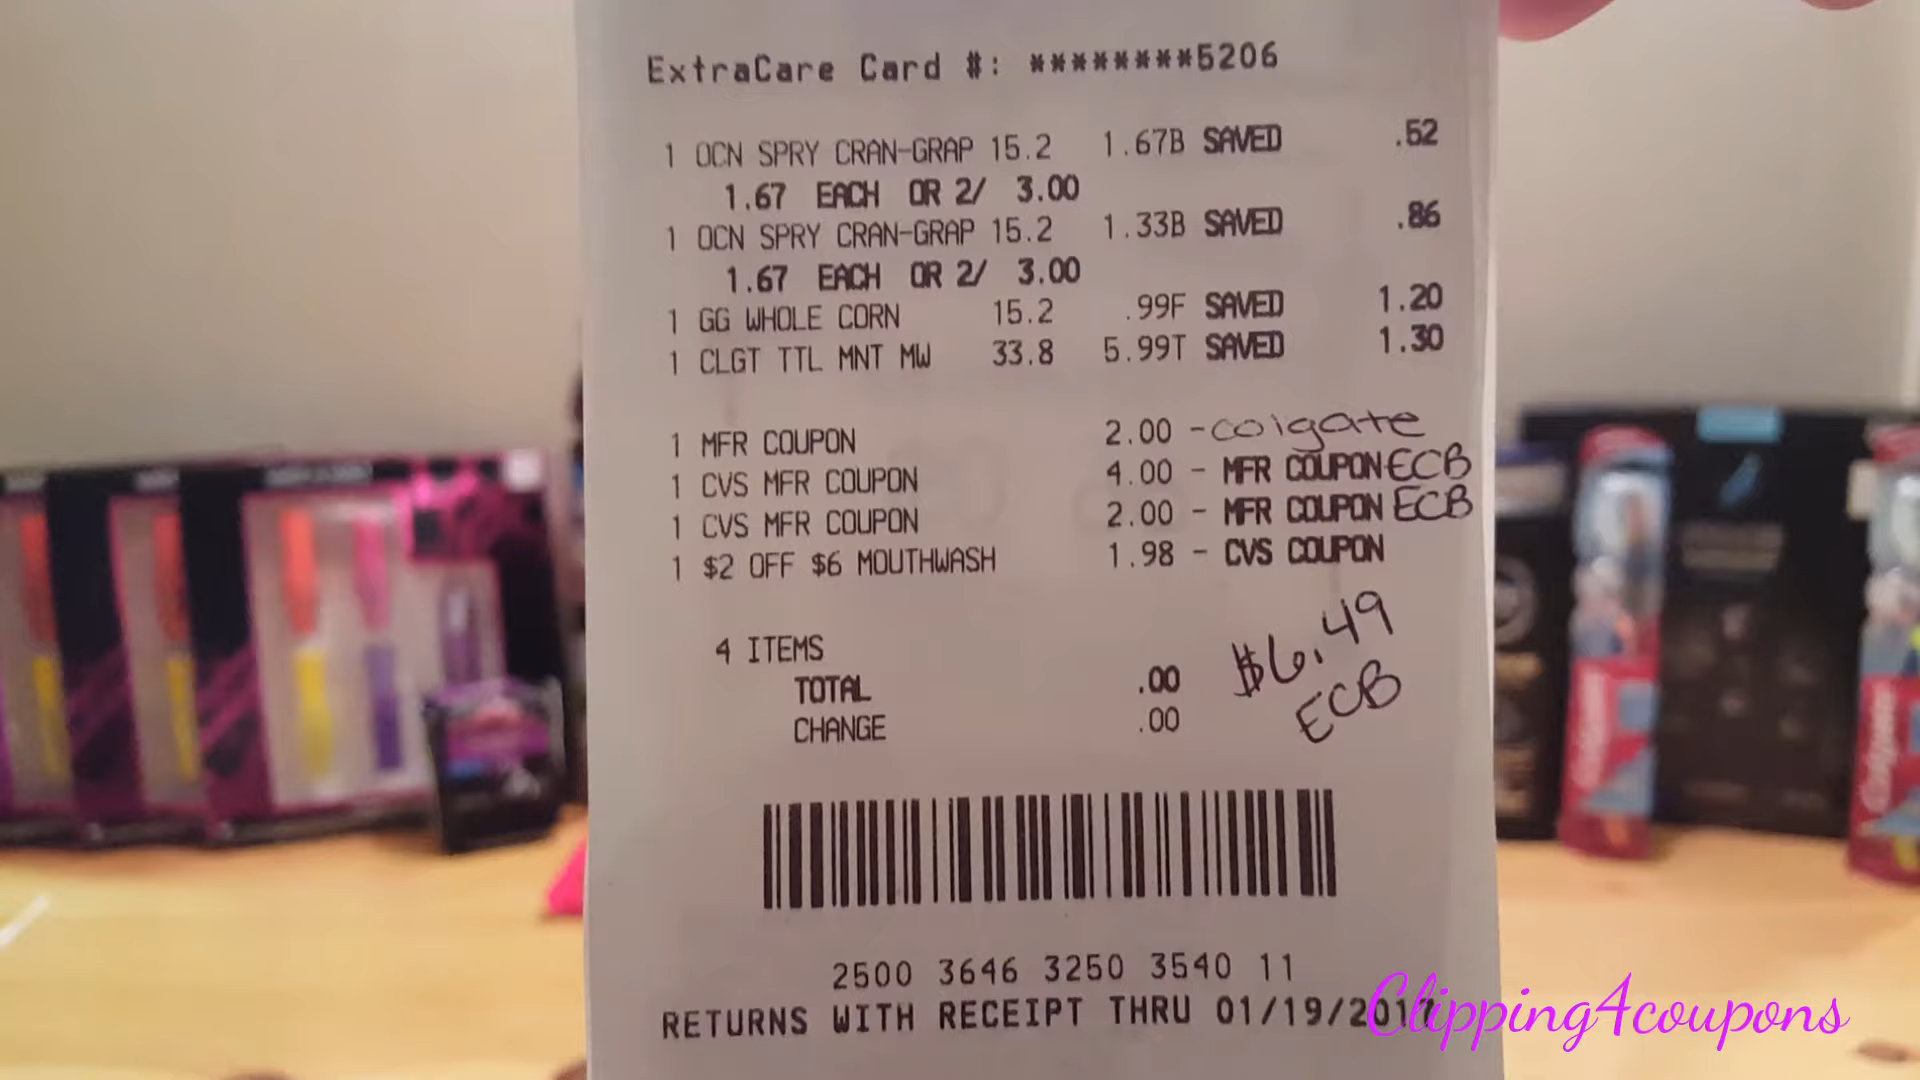 ExtraCare Card #: ********5206
1 OCN SPRY CRAN-GRAP 15.2 1.67B SAVED .52
1.67 EACH OR 2/ 3.00
1 OCN SPRY CRAN-GRAP 15.2 1.33B SAVED .86
1.67 EACH OR 2/ 3.00
1 GG WHOLE CORN 15.2 .99F SAVED 1.20
1 CLGT TTL MNT MW 33.8 5.99T SAVED 1.30
1 MFR COUPON 2.00 - colgate
1 CVS MFR COUPON 4.00 - MFR COUPON ECB
1 CVS MFR COUPON 2.00 - MFR COUPON ECB
1 $2 OFF $6 MOUTHWASH 1.98 - CVS COUPON
4 ITEMS
TOTAL .00
CHANGE .00
$6.49
ECB
2500 3646 3250 3540 11
RETURNS WITH RECEIPT THRU 01/19/2017
Clipping4coupons
Colgate
Colgate